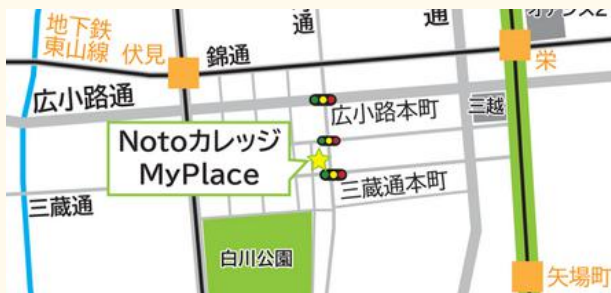 地下鉄
東山線
伏見
錦通
通
通
栄
広小路通
広小路本町
三越
Notoカレッジ
MyPlace
三蔵通本町
三蔵通
白川公園
矢場町